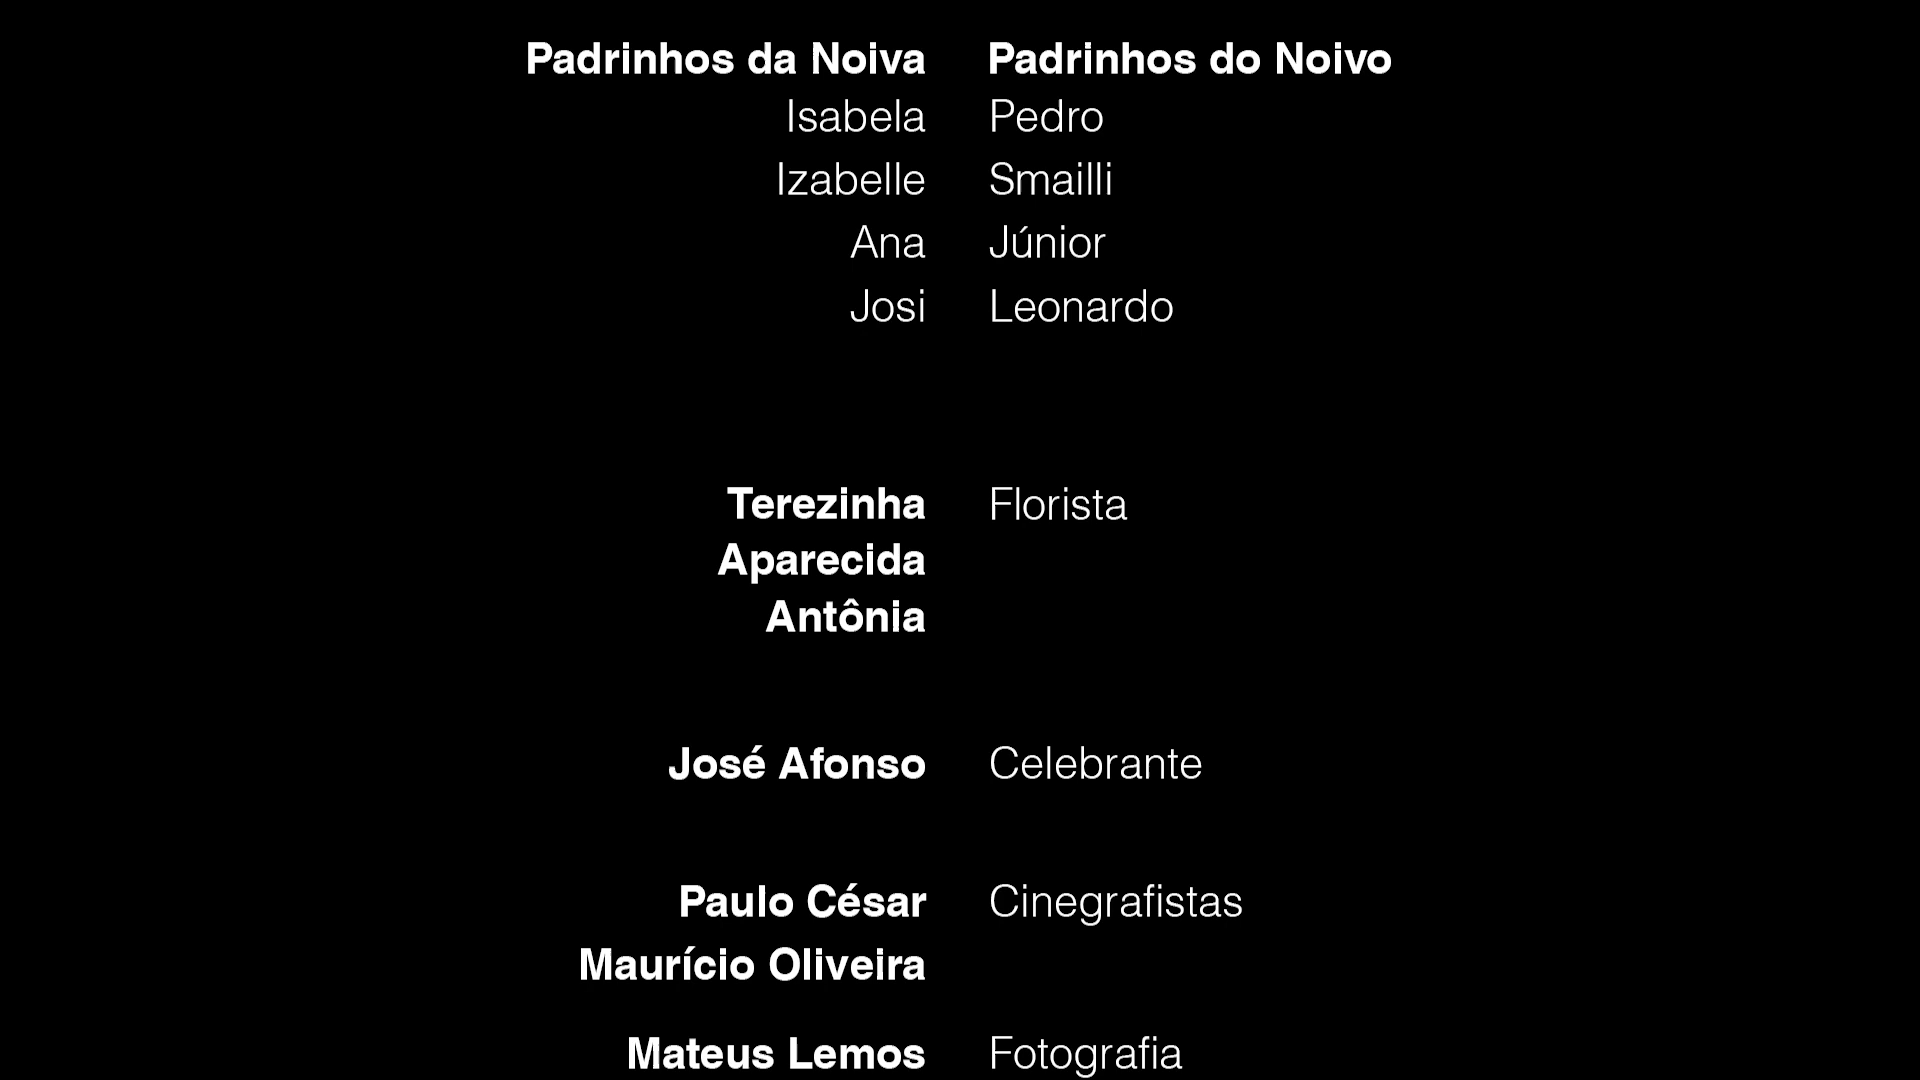 Padrinhos da Noiva Padrinhos do Noivo
Isabela Pedro
Izabelle Smailli
Ana Júnior
Josi Leonardo
Terezinha Florista
Aparecida
Antônia
José Afonso Celebrante
Paulo César Cinegrafistas
Maurício Oliveira
Mateus Lemos Fotografia